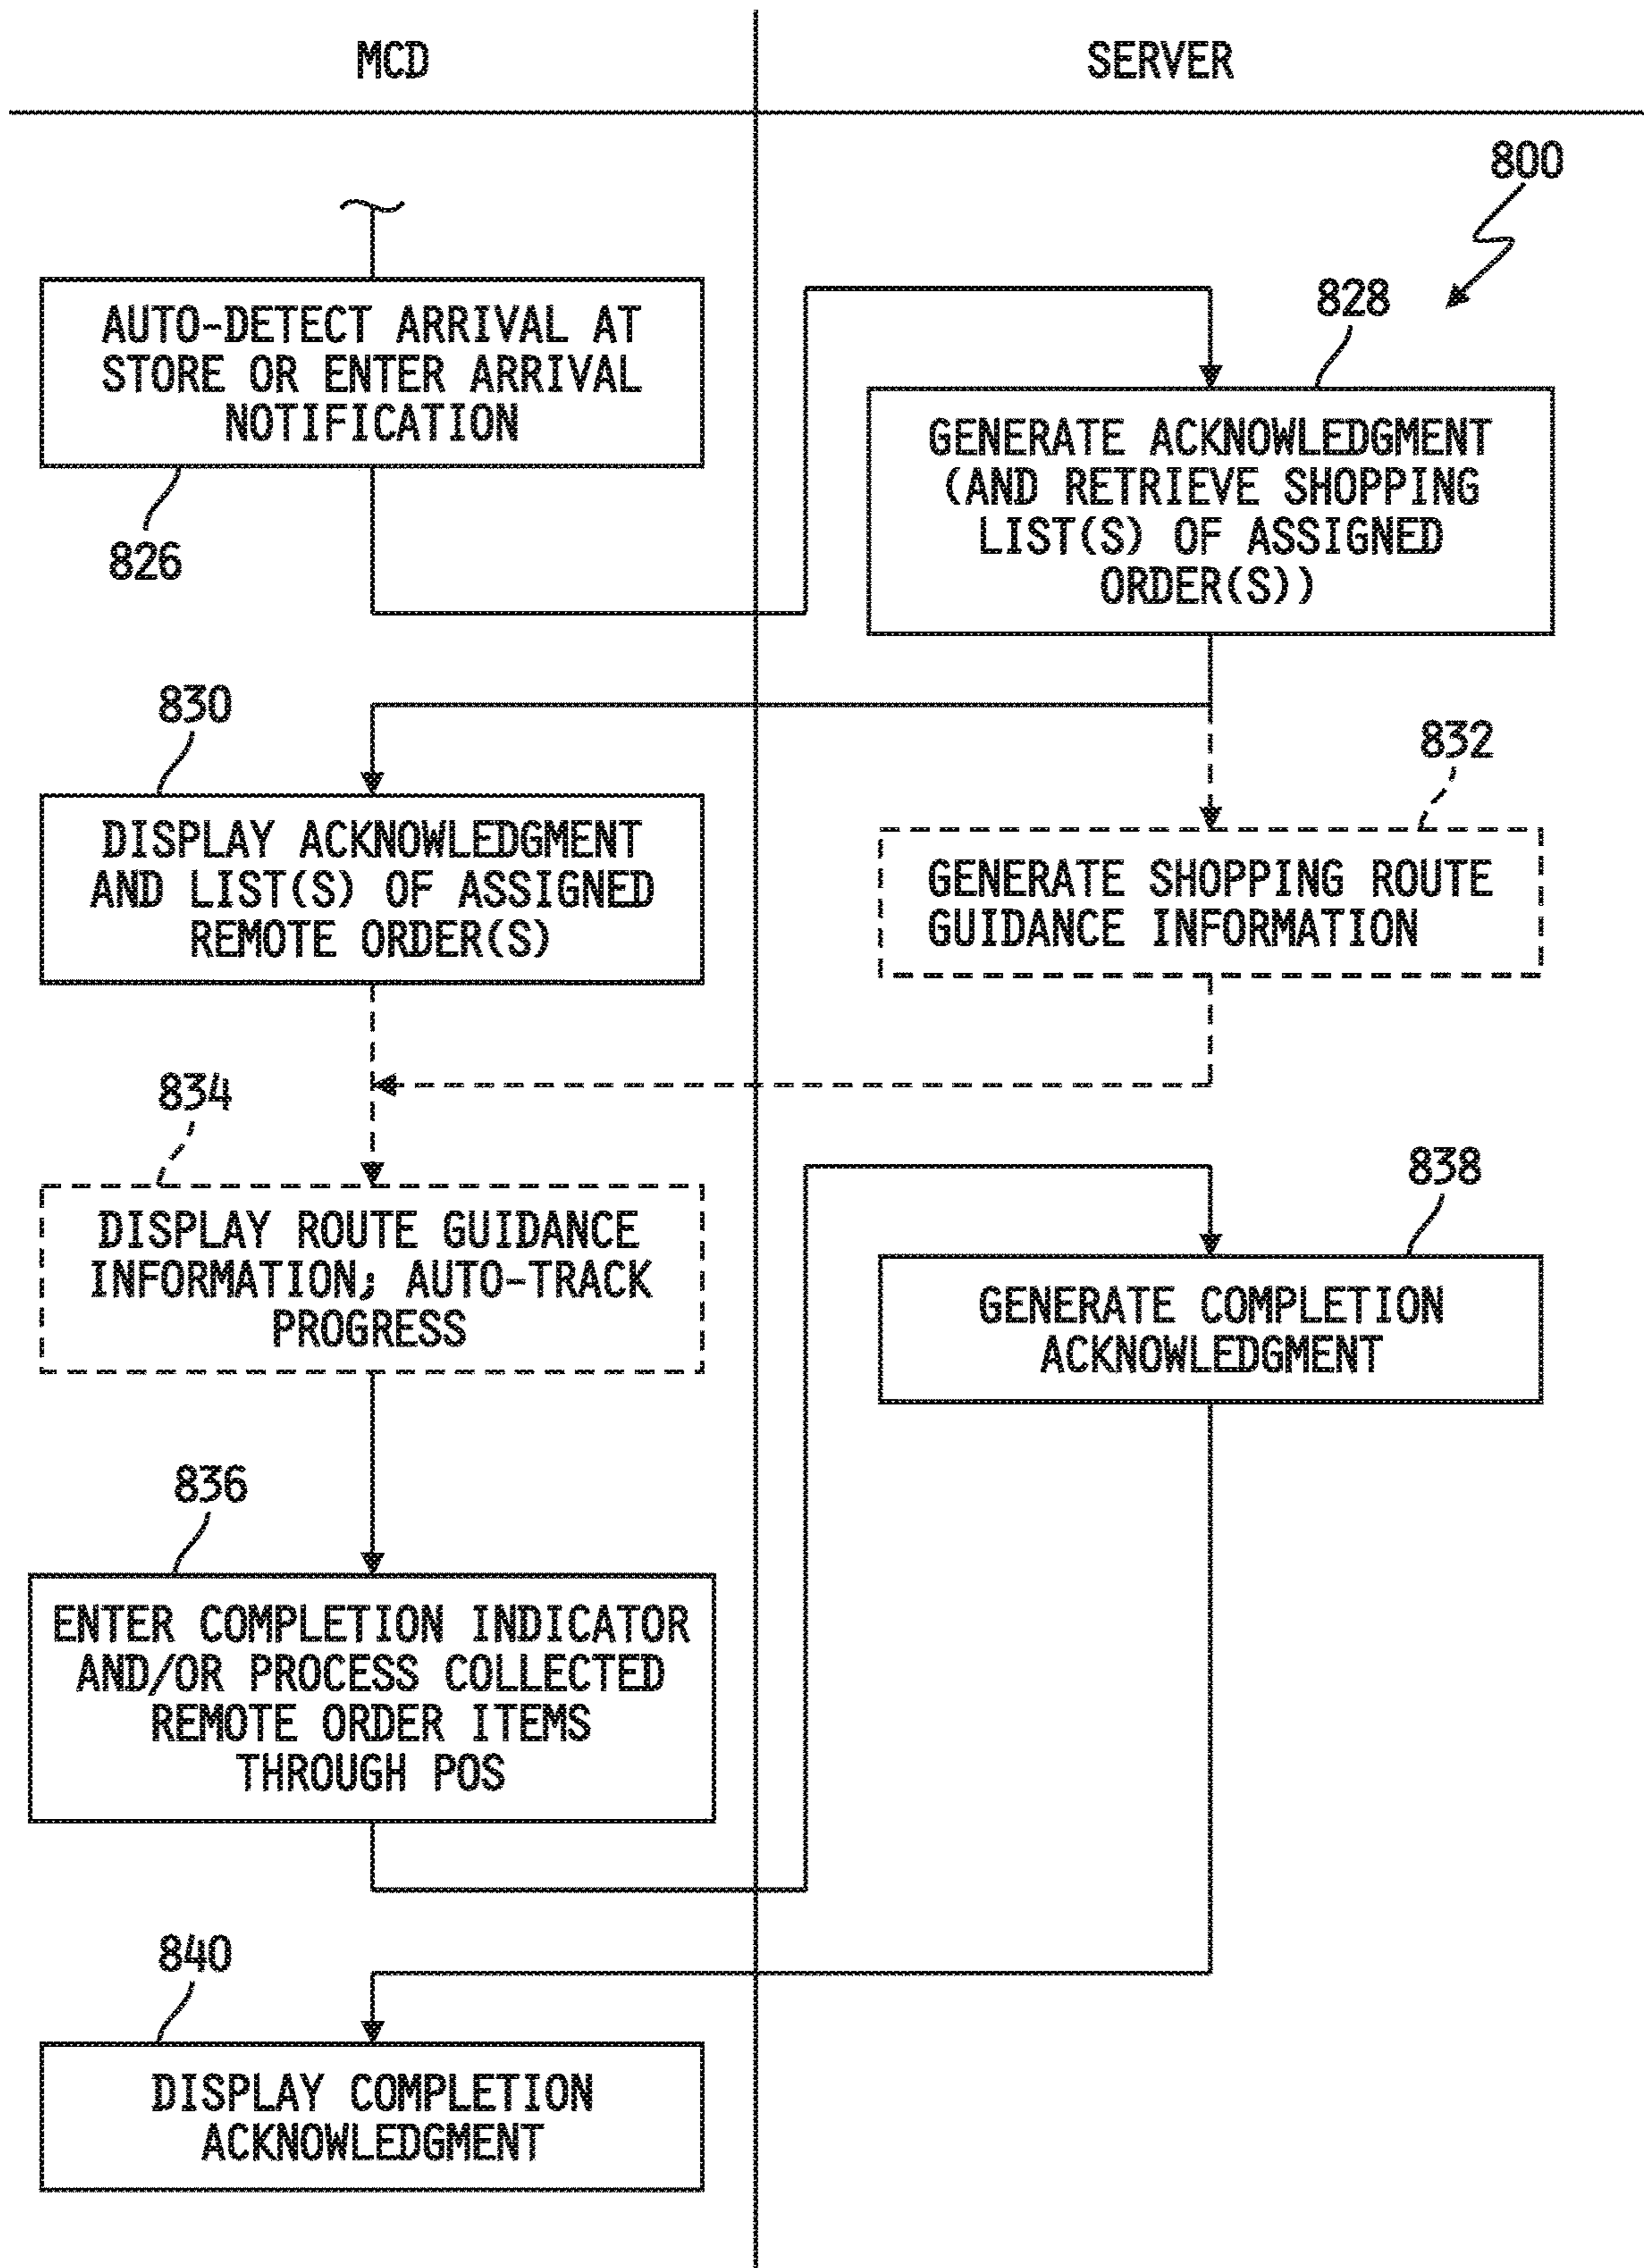 MCD
SERVER
800
AUTO-DETECT ARRIVAL AT
STORE OR ENTER ARRIVAL
NOTIFICATION
826
828
GENERATE ACKNOWLEDGMENT
(AND RETRIEVE SHOPPING
LIST(S) OF ASSIGNED
ORDER(S))
830
DISPLAY ACKNOWLEDGMENT
AND LIST(S) OF ASSIGNED
REMOTE ORDER(S)
832
GENERATE SHOPPING ROUTE
GUIDANCE INFORMATION
834
DISPLAY ROUTE GUIDANCE
INFORMATION; AUTO-TRACK
PROGRESS
836
ENTER COMPLETION INDICATOR
AND/OR PROCESS COLLECTED
REMOTE ORDER ITEMS
THROUGH POS
838
GENERATE COMPLETION
ACKNOWLEDGMENT
840
DISPLAY COMPLETION
ACKNOWLEDGMENT